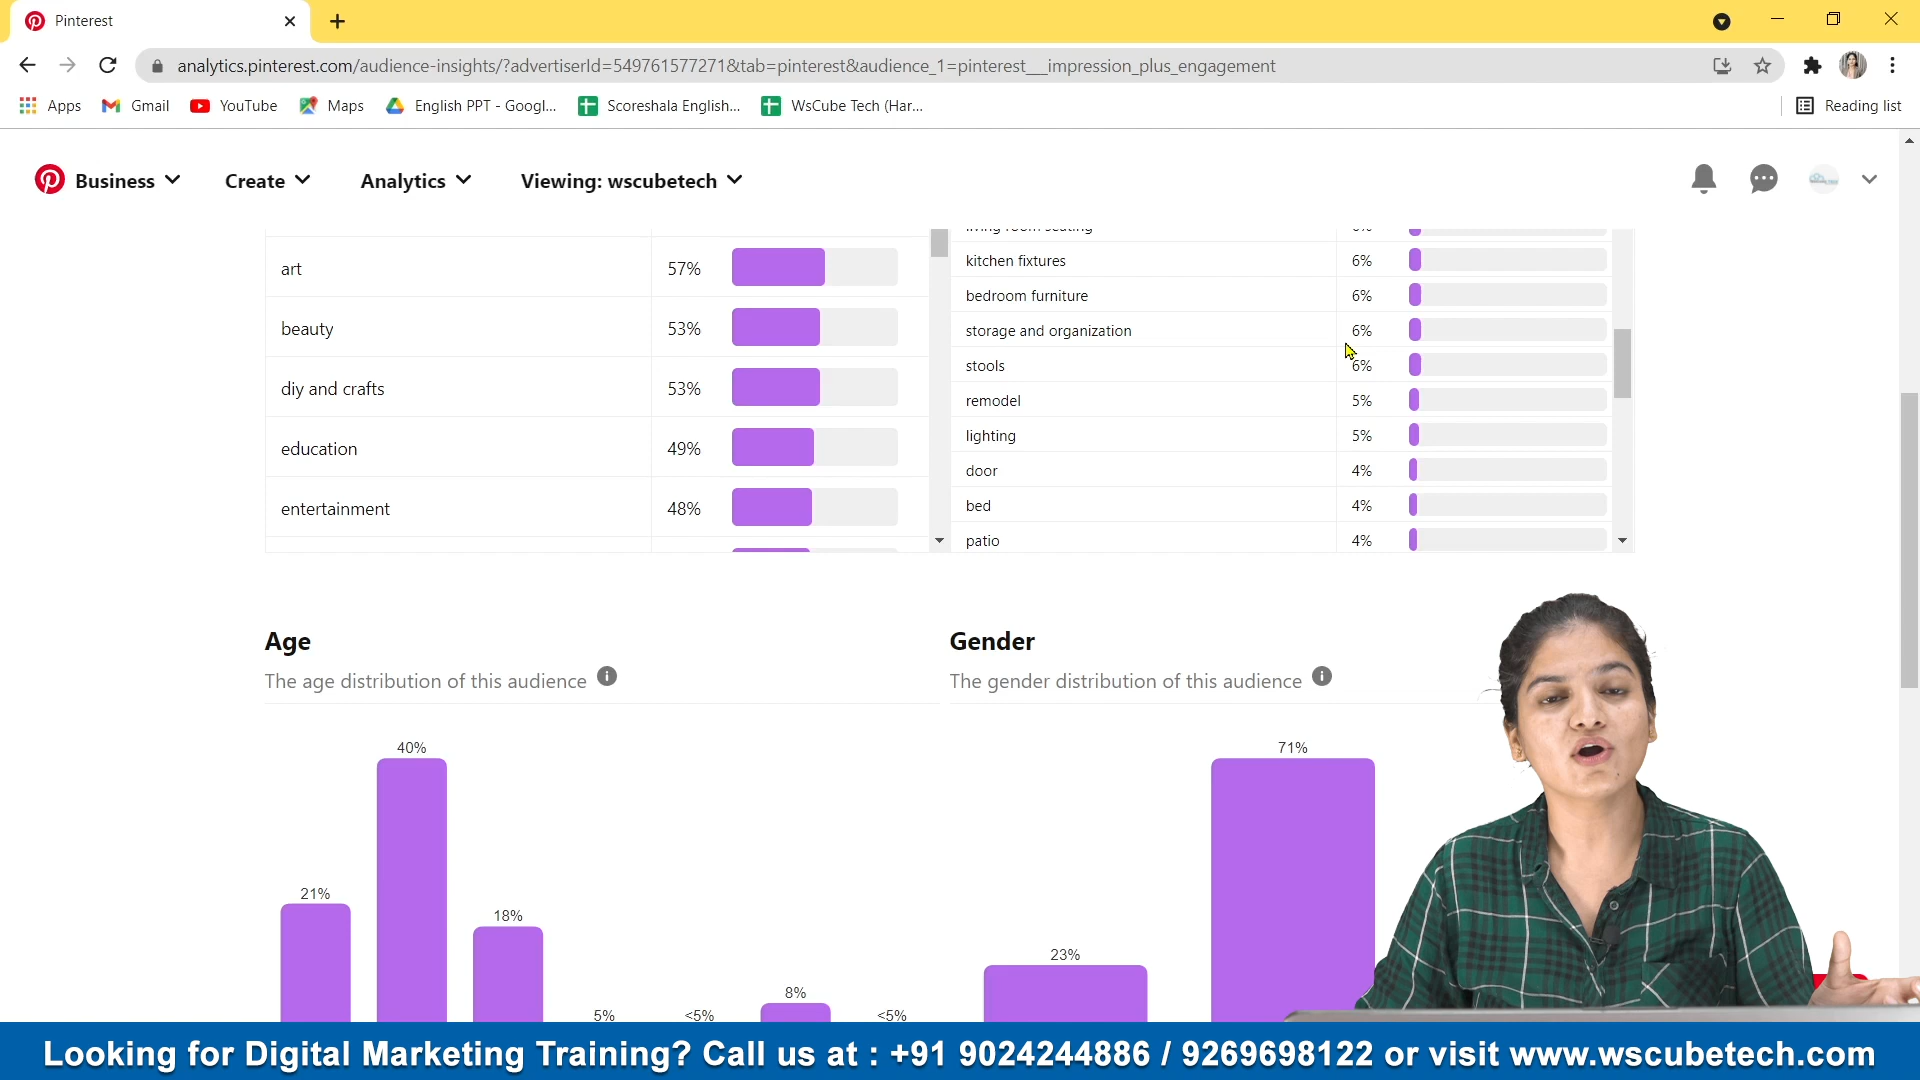 Pinterest
analytics.pinterest.com/audience-insights/?advertiserId=549761577271&tab=pinterest&audience_1=pinterest__impression_plus_engagement
Apps Gmail YouTube Maps English PPT - Googl... Scoreshala English... WsCube Tech (Har... Reading list
Business Create Analytics Viewing: wscubetech
art 57%
beauty 53%
diy and crafts 53%
education 49%
entertainment 48%
living room seating
kitchen fixtures 6%
bedroom furniture 6%
storage and organization 6%
stools 6%
remodel 5%
lighting 5%
door 4%
bed 4%
patio 4%
Age
The age distribution of this audience
21%
40%
18%
5%
<5%
8%
<5%
Gender
The gender distribution of this audience
23%
71%
Looking for Digital Marketing Training? Call us at : +91 9024244886 / 9269698122 or visit www.wscubetech.com